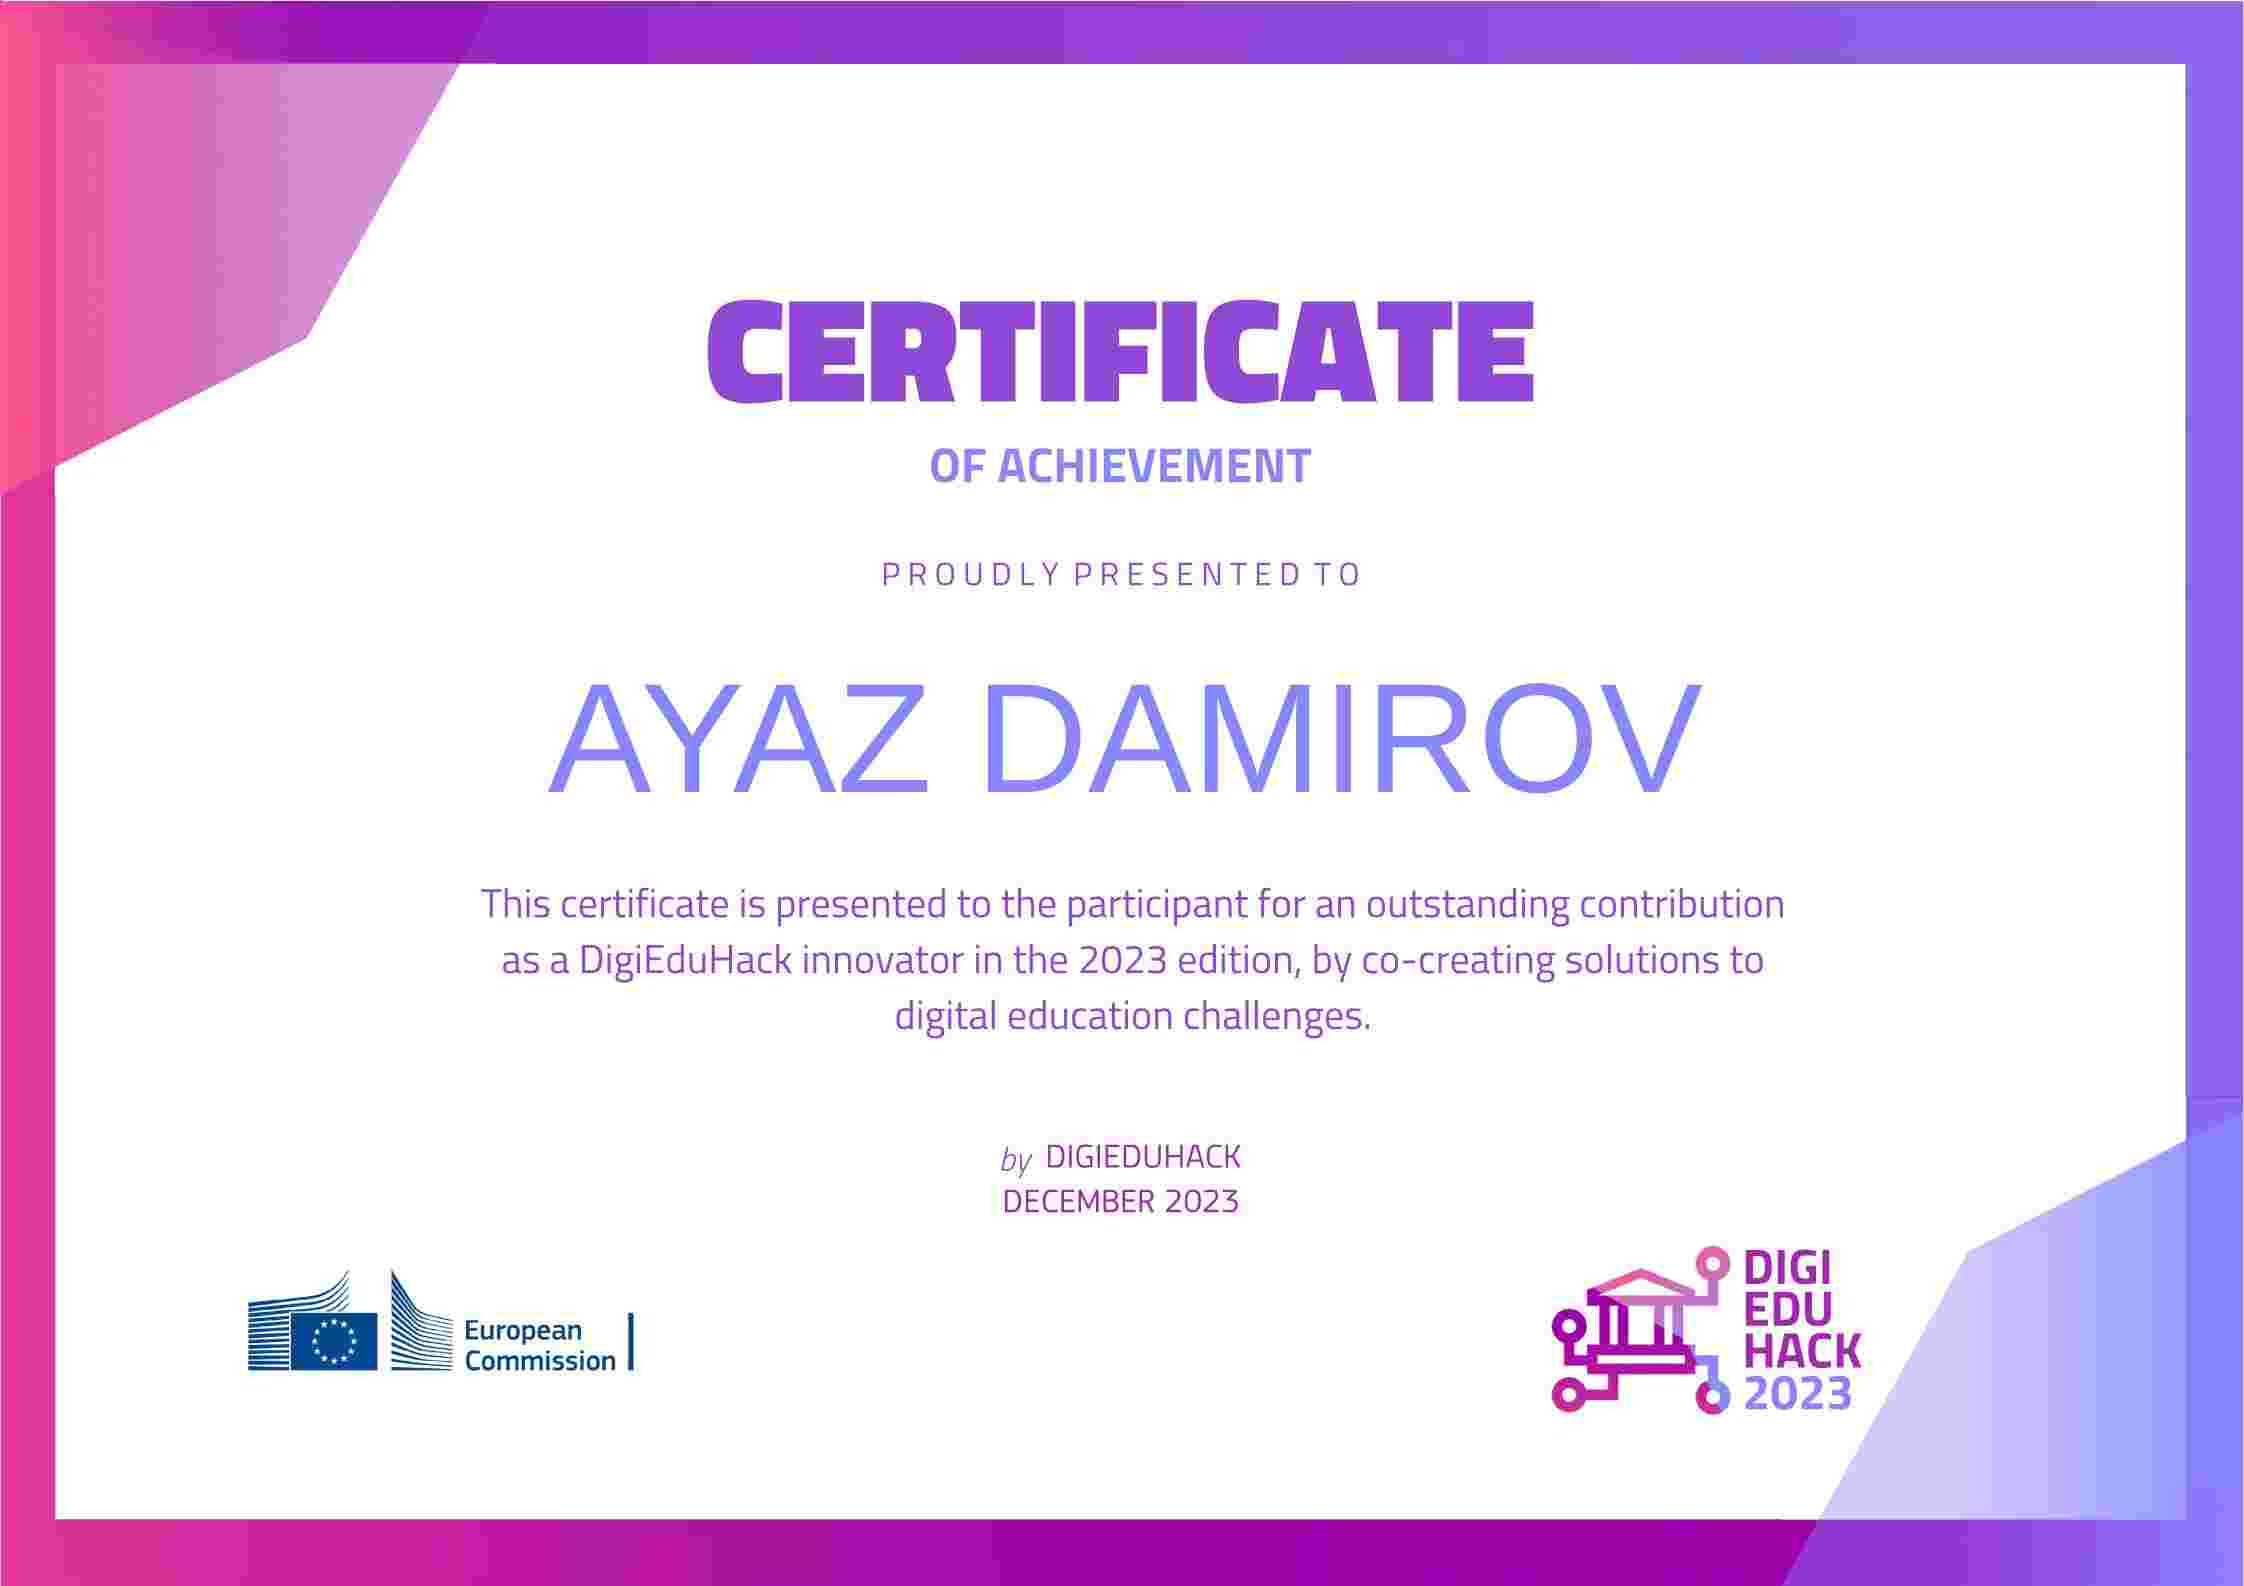 CERTIFICATE
OF ACHIEVEMENT
PROUDLY PRESENTED TO
AYAZ DAMIROV
This certificate is presented to the participant for an outstanding contribution
as a DigiEduHack innovator in the 2023 edition, by co-creating solutions to
digital education challenges.
by DIGIEDUHACK
DECEMBER 2023
European
Commission
DIGI
EDU
HACK
2023